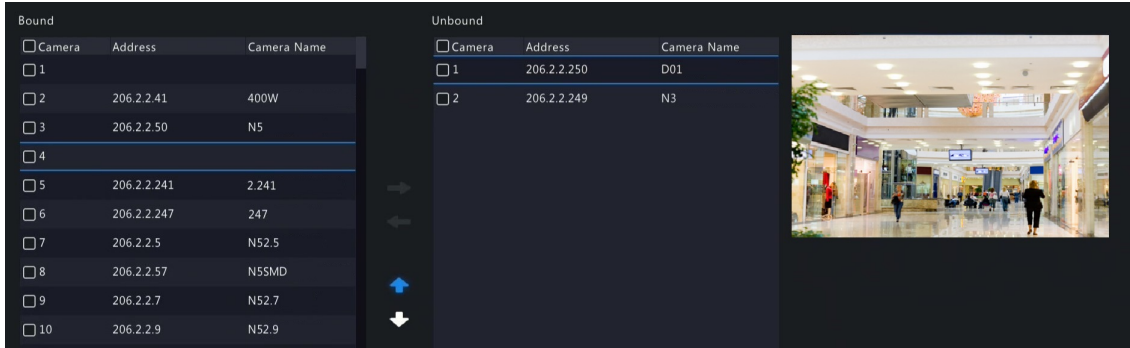 Bound
Camera Address Camera Name
1
2 206.2.2.41 400W
3 206.2.2.50 N5
4
5 206.2.2.241 2.241
6 206.2.2.247 247
7 206.2.2.5 N52.5
8 206.2.2.57 N5SMD
9 206.2.2.7 N52.7
10 206.2.2.9 N52.9
Unbound
Camera Address Camera Name
1 206.2.2.250 D01
2 206.2.2.249 N3